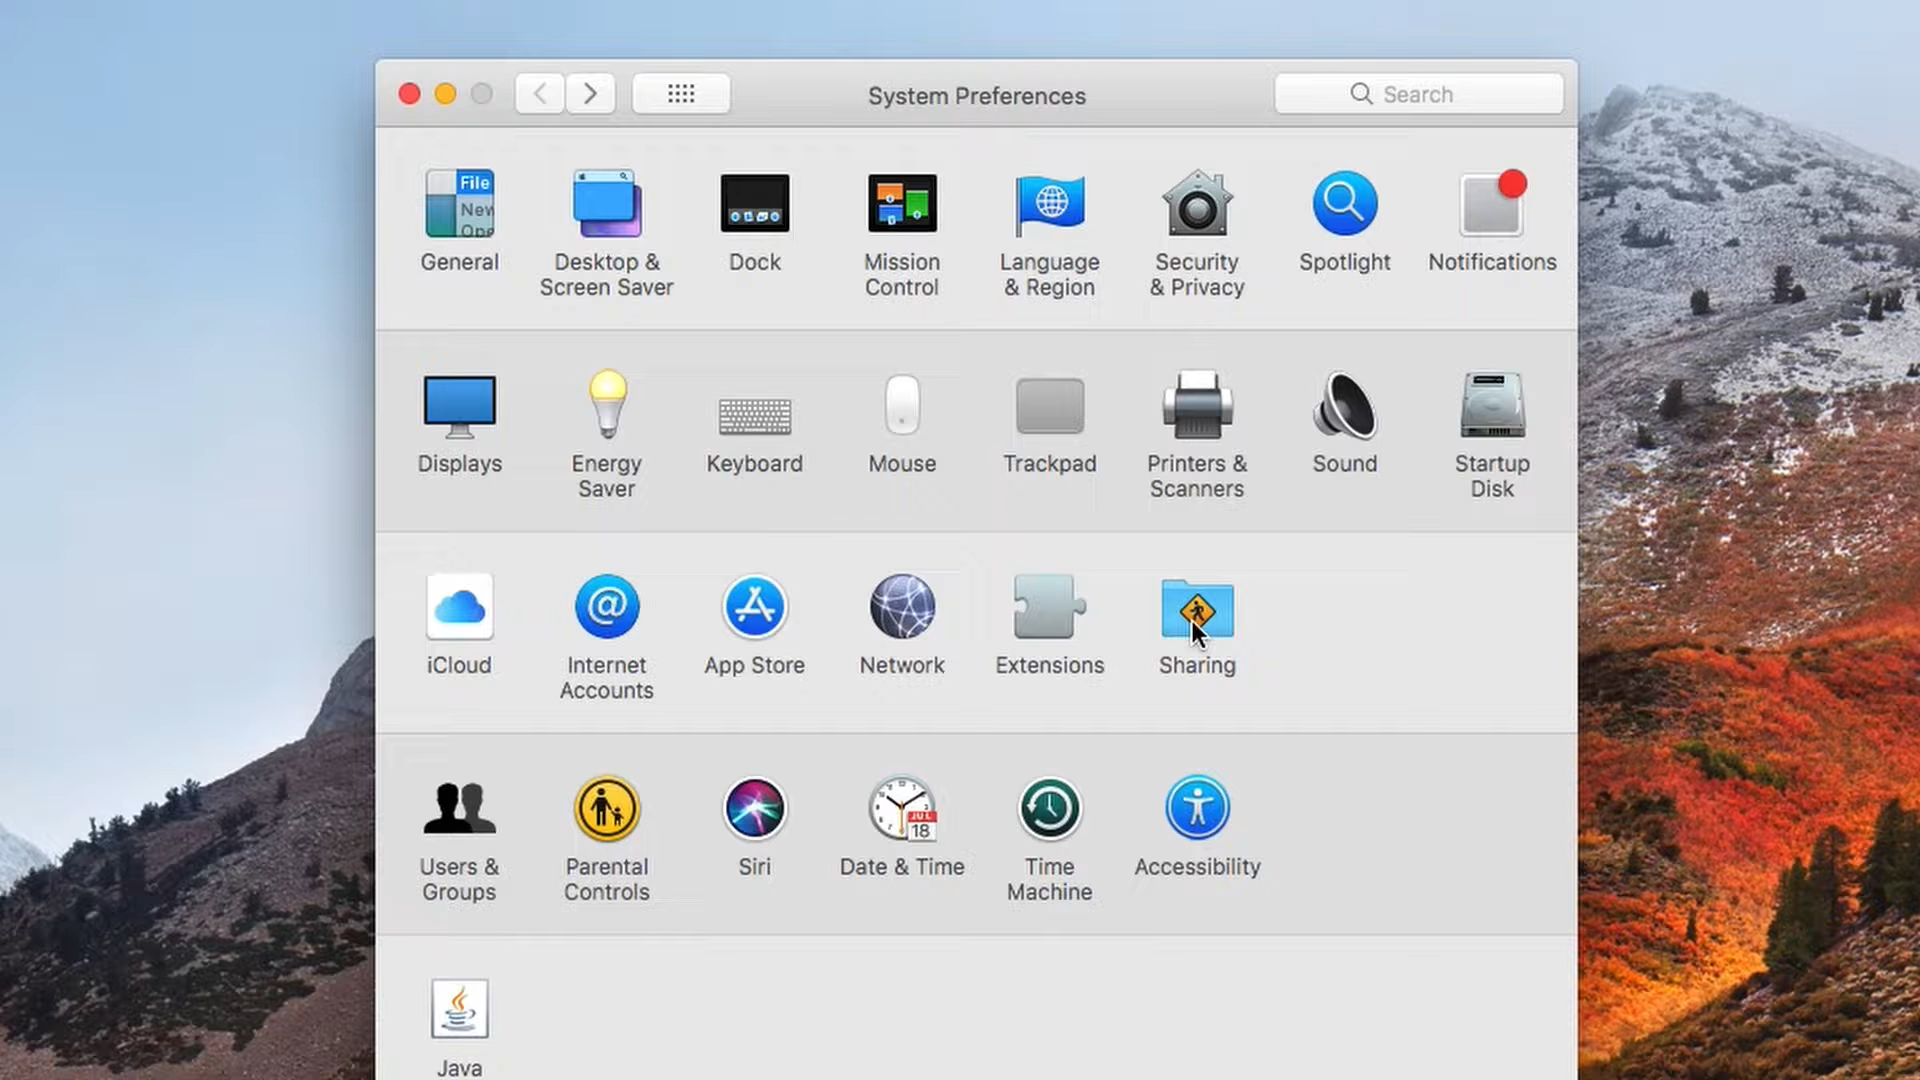 System Preferences
Search
File
New
Ope
General
Desktop &
Screen Saver
Dock
Mission
Control
Language
& Region
Security
& Privacy
Spotlight
Notifications
Displays
Energy
Saver
Keyboard
Mouse
Trackpad
Printers &
Scanners
Sound
Startup
Disk
iCloud
Internet
Accounts
App Store
Network
Extensions
Sharing
Users &
Groups
Parental
Controls
Siri
JUL
18
Date & Time
Time
Machine
Accessibility
Java